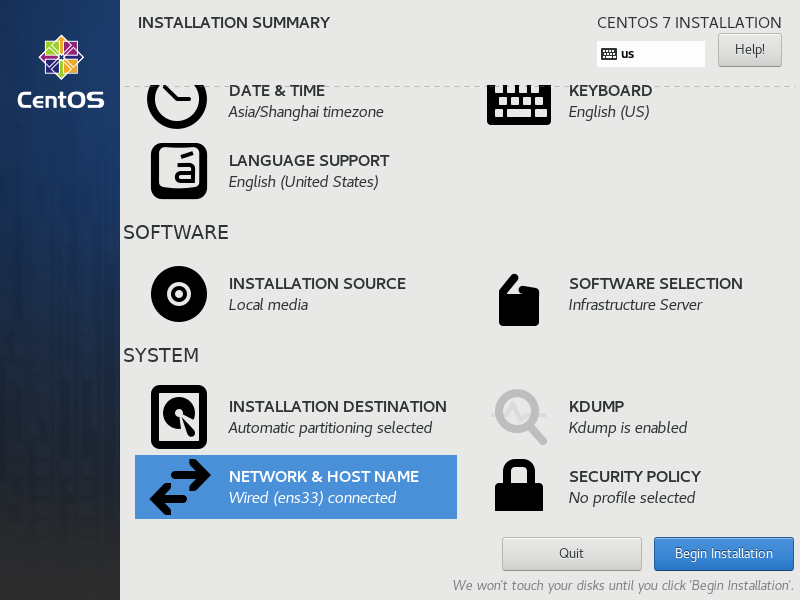 INSTALLATION SUMMARY
CENTOS 7 INSTALLATION
us
Help!
CentOS
DATE & TIME
Asia/Shanghai timezone
KEYBOARD
English (US)
á
LANGUAGE SUPPORT
English (United States)
SOFTWARE
INSTALLATION SOURCE
Local media
SOFTWARE SELECTION
Infrastructure Server
SYSTEM
INSTALLATION DESTINATION
Automatic partitioning selected
KDUMP
Kdump is enabled
NETWORK & HOST NAME
Wired (ens33) connected
SECURITY POLICY
No profile selected
Quit
Begin Installation
We won't touch your disks until you click 'Begin Installation'.